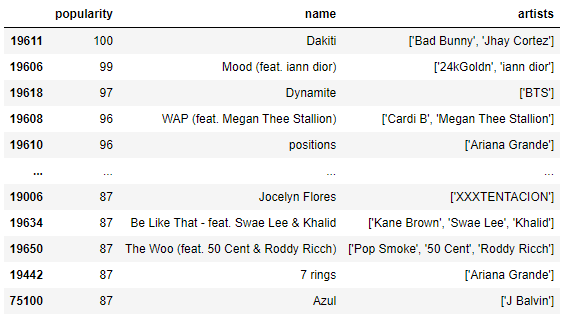 popularity name artists
19611 100 Dakiti ['Bad Bunny', 'Jhay Cortez']
19606 99 Mood (feat. iann dior) ['24kGoldn', 'iann dior']
19618 97 Dynamite ['BTS']
19608 96 WAP (feat. Megan Thee Stallion) ['Cardi B', 'Megan Thee Stallion']
19610 96 positions ['Ariana Grande']
... ... ... ...
19006 87 Jocelyn Flores ['XXXTENTACION']
19634 87 Be Like That - feat. Swae Lee & Khalid ['Kane Brown', 'Swae Lee', 'Khalid']
19650 87 The Woo (feat. 50 Cent & Roddy Ricch) ['Pop Smoke', '50 Cent', 'Roddy Ricch']
19442 87 7 rings ['Ariana Grande']
75100 87 Azul ['J Balvin']